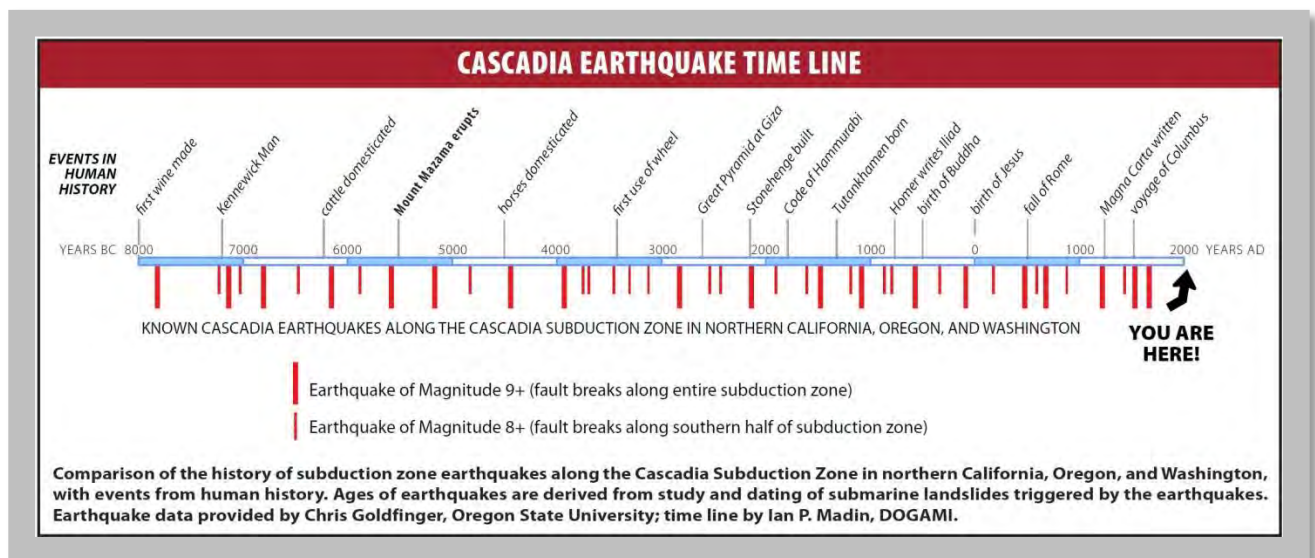 CASCADIA EARTHQUAKE TIME LINE
EVENTS IN
HUMAN
HISTORY
first wine made
Kennewick Man
cattle domesticated
Mount Mazama erupts
horses domesticated
first use of wheel
Great Pyramid at Giza
Stonehenge built
Code of Hammurabi
Tutankhamen born
Homer writes Iliad
birth of Buddha
birth of Jesus
fall of Rome
Magna Carta written
voyage of Columbus
YEARS BC 8000 7000 6000 5000 4000 3000 2000 1000 0 1000 2000 YEARS AD
KNOWN CASCADIA EARTHQUAKES ALONG THE CASCADIA SUBDUCTION ZONE IN NORTHERN CALIFORNIA, OREGON, AND WASHINGTON
YOU ARE
HERE!
Earthquake of Magnitude 9+ (fault breaks along entire subduction zone)
Earthquake of Magnitude 8+ (fault breaks along southern half of subduction zone)
Comparison of the history of subduction zone earthquakes along the Cascadia Subduction Zone in northern California, Oregon, and Washington,
with events from human history. Ages of earthquakes are derived from study and dating of submarine landslides triggered by the earthquakes.
Earthquake data provided by Chris Goldfinger, Oregon State University; time line by Ian P. Madin, DOGAMI.